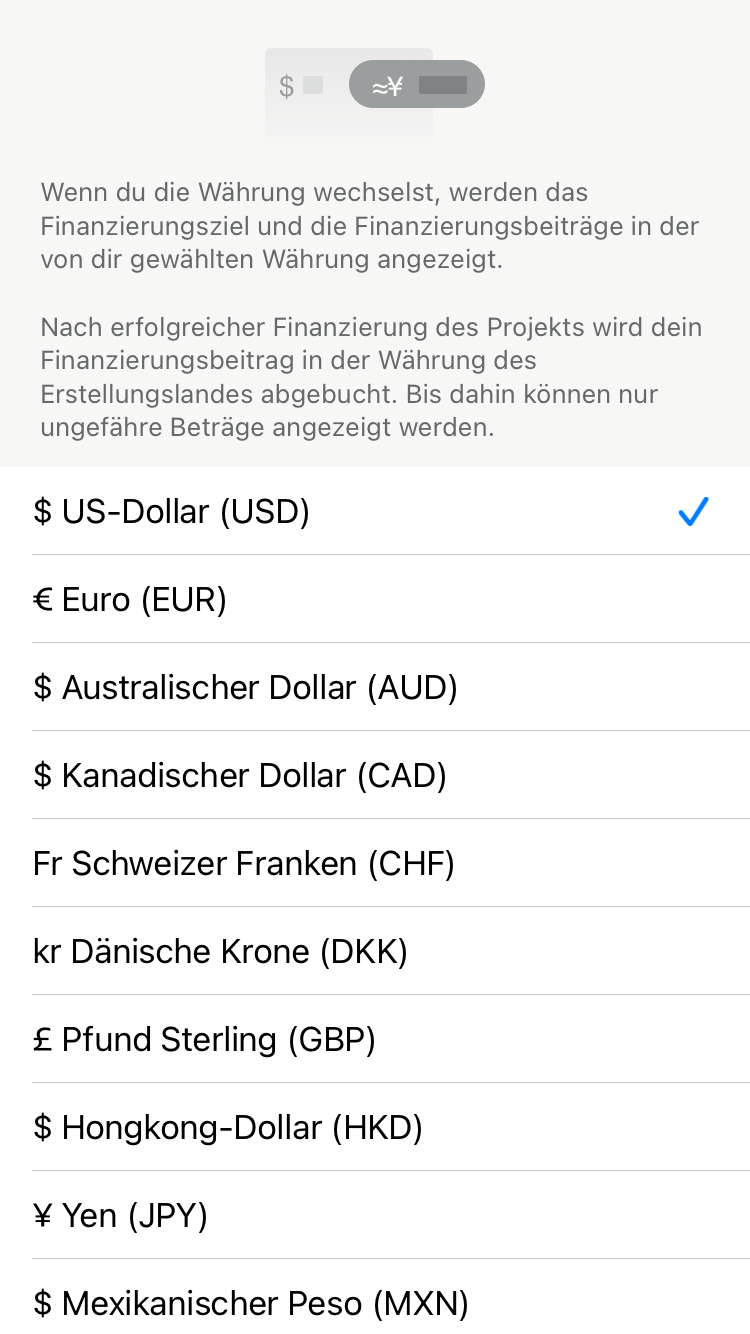 $
≈¥
Wenn du die Währung wechselst, werden das
Finanzierungsziel und die Finanzierungsbeiträge in der
von dir gewählten Währung angezeigt.
Nach erfolgreicher Finanzierung des Projekts wird dein
Finanzierungsbeitrag in der Währung des
Erstellungslandes abgebucht. Bis dahin können nur
ungefähre Beträge angezeigt werden.
$ US-Dollar (USD)
€ Euro (EUR)
$ Australischer Dollar (AUD)
$ Kanadischer Dollar (CAD)
Fr Schweizer Franken (CHF)
kr Dänische Krone (DKK)
£ Pfund Sterling (GBP)
$ Hongkong-Dollar (HKD)
¥ Yen (JPY)
$ Mexikanischer Peso (MXN)